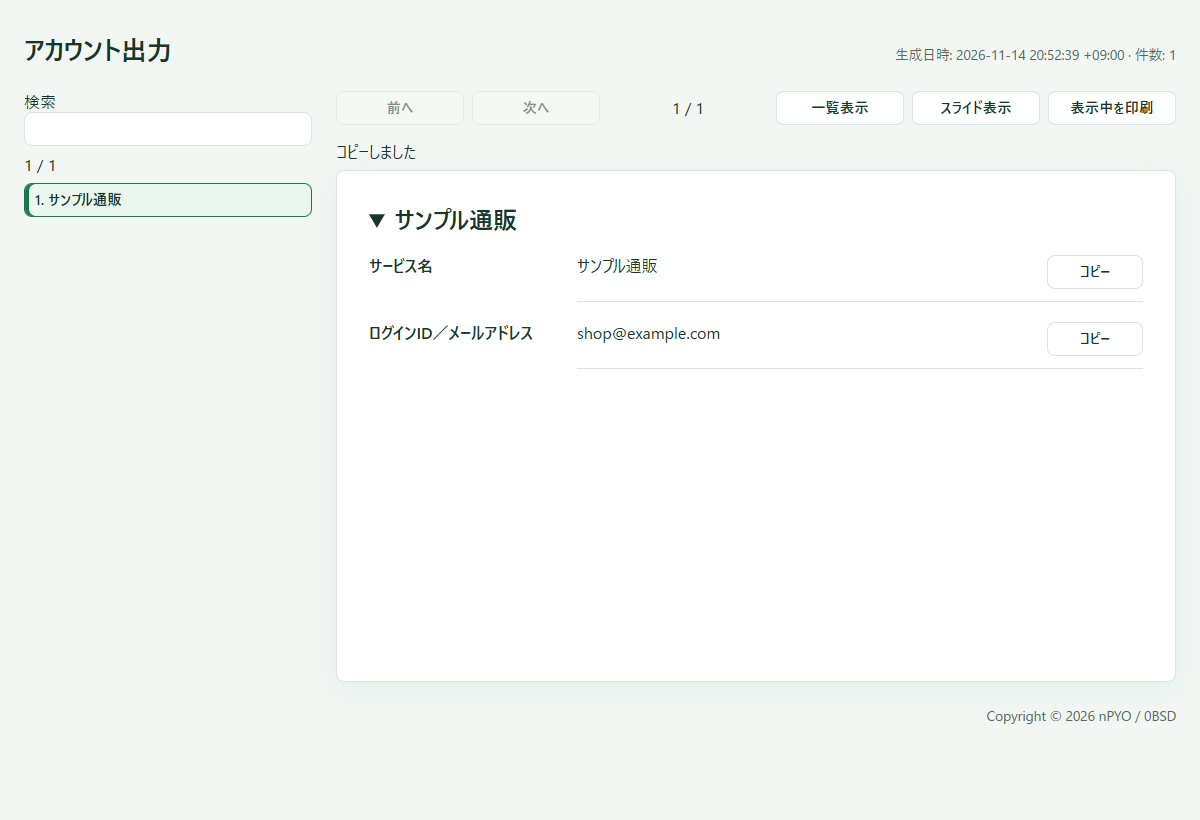 アカウント出力
生成日時: 2026-11-14 20:52:39 +09:00 · 件数: 1
検索
1 / 1
1. サンプル通販
前へ
次へ
1 / 1
一覧表示
スライド表示
表示中を印刷
コピーしました
▼ サンプル通販
サービス名
サンプル通販
コピー
ログインID／メールアドレス
shop@example.com
コピー
Copyright © 2026 nPYO / 0BSD